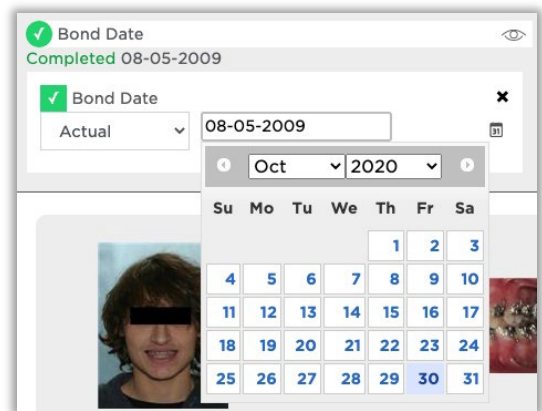 Bond Date
Completed 08-05-2009
Bond Date
Actual 08-05-2009 31
Oct 2020
Su Mo Tu We Th Fr Sa
1 2 3
4 5 6 7 8 9 10
11 12 13 14 15 16 17
18 19 20 21 22 23 24
25 26 27 28 29 30 31